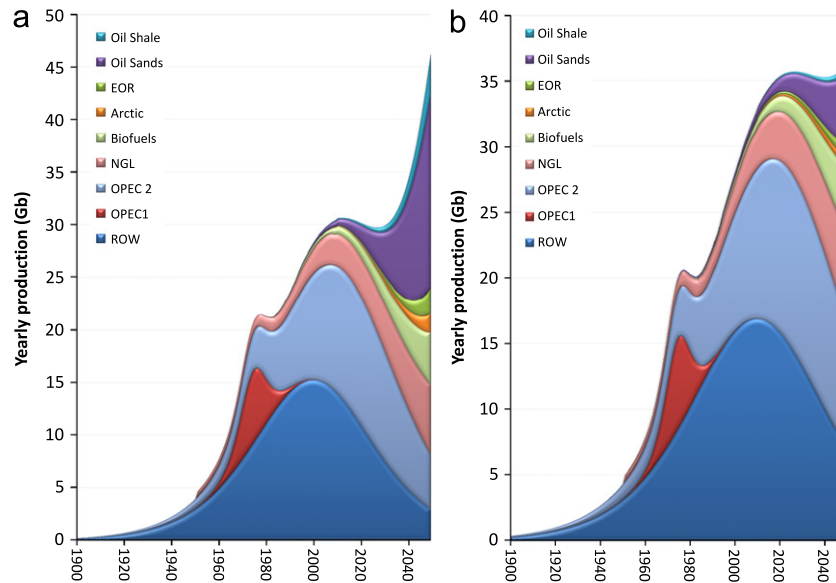 a
Yearly production (Gb)
50
45
40
35
30
25
20
15
10
5
0
Oil Shale
Oil Sands
EOR
Arctic
Biofuels
NGL
OPEC 2
OPEC1
ROW
1900
1920
1940
1960
1980
2000
2020
2040
b
Yearly production (Gb)
40
35
30
25
20
15
10
5
0
Oil Shale
Oil Sands
EOR
Arctic
Biofuels
NGL
OPEC 2
OPEC1
ROW
1900
1920
1940
1960
1980
2000
2020
2040